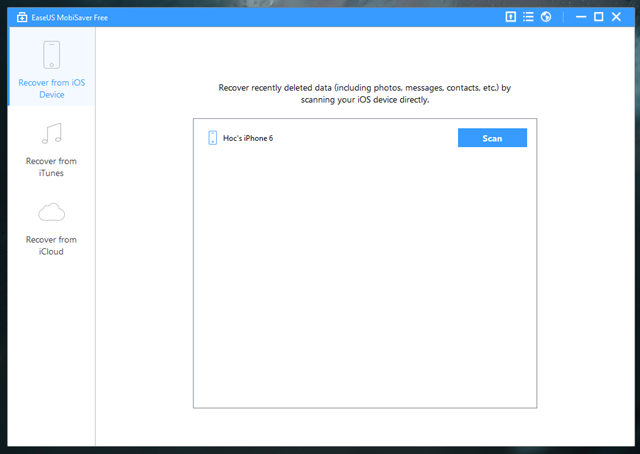 EaseUS MobiSaver Free
Recover from iOS
Device
Recover from
iTunes
Recover from
iCloud
Recover recently deleted data (including photos, messages, contacts, etc.) by
scanning your iOS device directly.
Hoc's iPhone 6
Scan